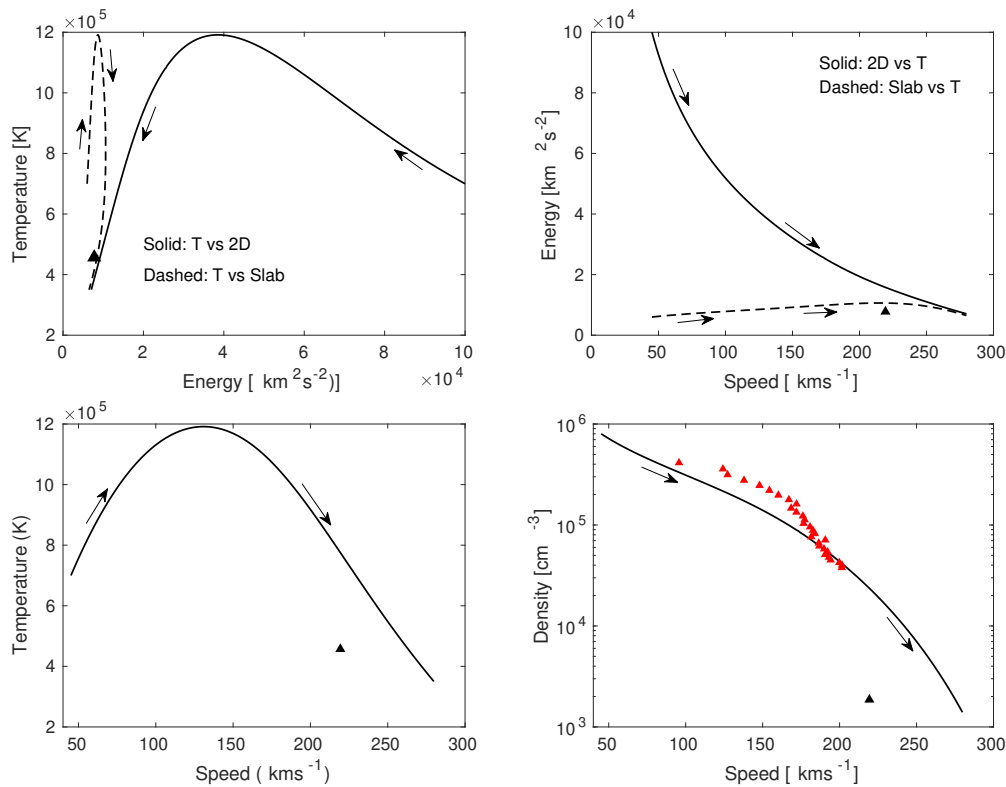 ×10^5
12
10
8
6
4
2
Temperature [K]
Solid: T vs 2D
Dashed: T vs Slab
0 2 4 6 8 10
×10^4
Energy [ km^2s^-2)]
×10^4
10
8
6
4
2
0
Energy [km^2s^-2]
Solid: 2D vs T
Dashed: Slab vs T
0 50 100 150 200 250 300
Speed [ kms^-1]
×10^5
12
10
8
6
4
2
Temperature (K)
50 100 150 200 250 300
Speed ( kms^-1)
10^6
10^5
10^4
10^3
Density [cm^-3]
50 100 150 200 250 300
Speed [ kms^-1]